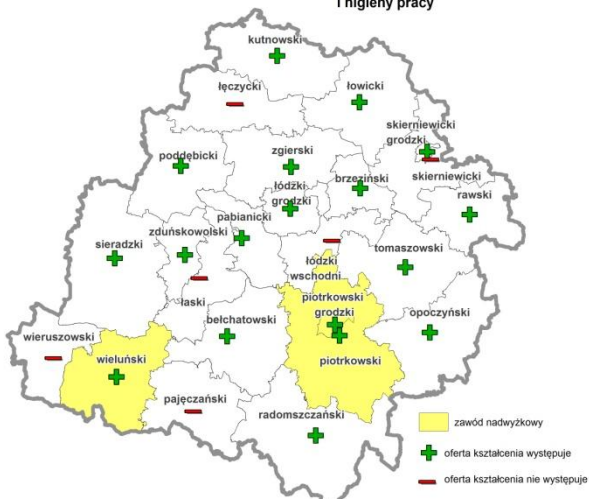 i higieny pracy
kutnowski
łęczycki
łowicki
skierniewicki
grodzki
poddębicki
zgierski
brzeziński
skierniewicki
łódzki
grodzki
rawski
pabianicki
zduńskowolski
sieradzki
tomaszowski
łódzki
wschodni
łaski
piotrkowski
grodzki
bełchatowski
opoczyński
wieruszowski
wieluński
piotrkowski
pajęczański
radomszczański
zawód nadwyżkowy
oferta kształcenia występuje
oferta kształcenia nie występuje